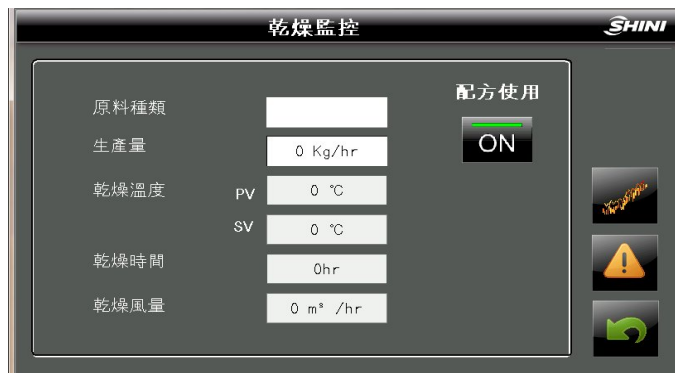 乾燥監控
SHINI
配方使用
ON
原料種類
生產量 0 Kg/hr
乾燥溫度 PV 0 ℃
SV 0 ℃
乾燥時間 0hr
乾燥風量 0 m³ /hr